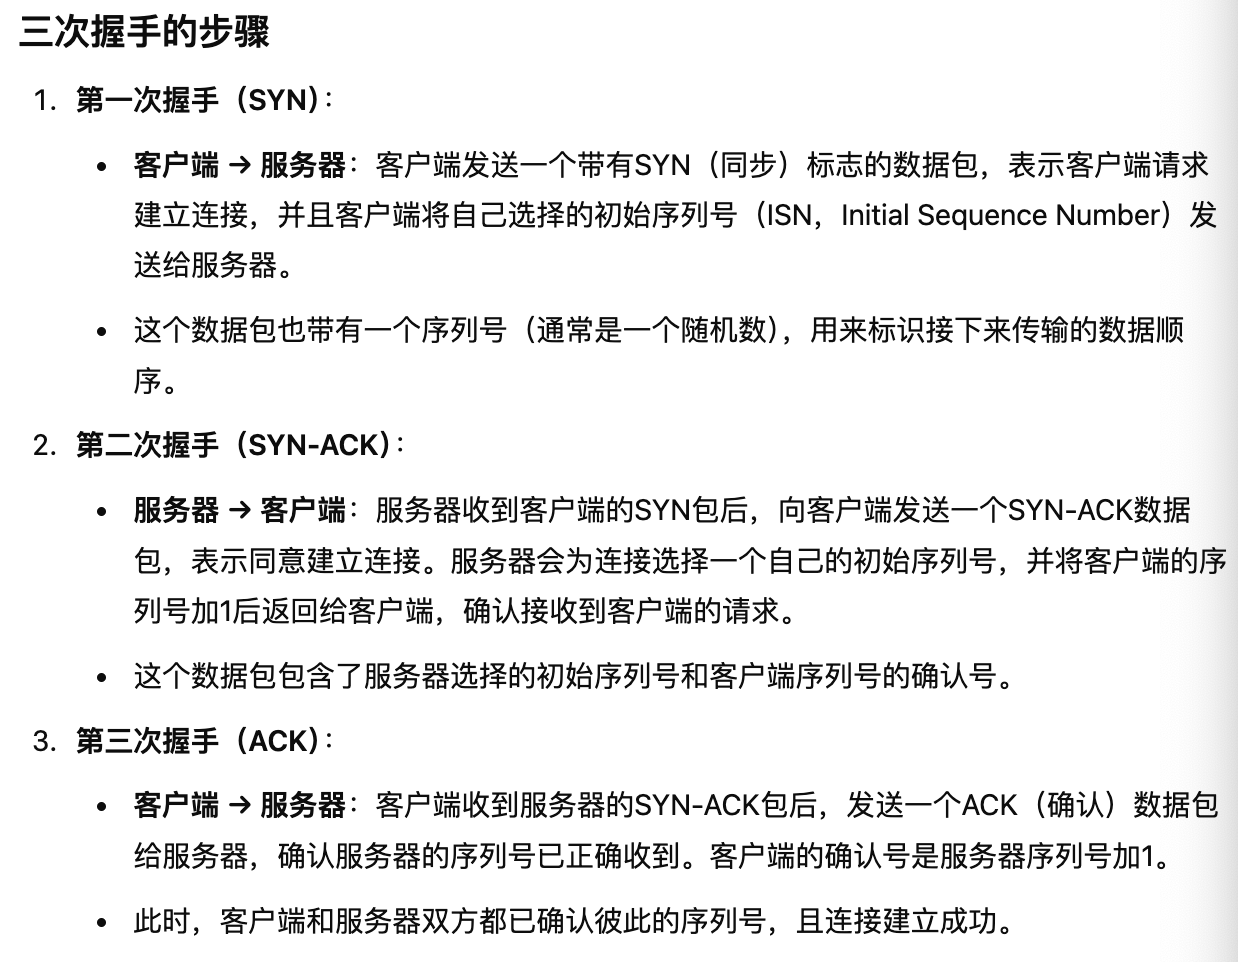 三次握手的步骤
1. 第一次握手（SYN）：
• 客户端 → 服务器：客户端发送一个带有SYN（同步）标志的数据包，表示客户端请求
建立连接，并且客户端将自己选择的初始序列号（ISN，Initial Sequence Number）发
送给服务器。
• 这个数据包也带有一个序列号（通常是一个随机数），用来标识接下来传输的数据顺
序。
2. 第二次握手（SYN-ACK）：
• 服务器 → 客户端：服务器收到客户端的SYN包后，向客户端发送一个SYN-ACK数据
包，表示同意建立连接。服务器会为连接选择一个自己的初始序列号，并将客户端的序
列号加1后返回给客户端，确认接收到客户端的请求。
• 这个数据包包含了服务器选择的初始序列号和客户端序列号的确认号。
3. 第三次握手（ACK）：
• 客户端 → 服务器：客户端收到服务器的SYN-ACK包后，发送一个ACK（确认）数据包
给服务器，确认服务器的序列号已正确收到。客户端的确认号是服务器序列号加1。
• 此时，客户端和服务器双方都已确认彼此的序列号，且连接建立成功。